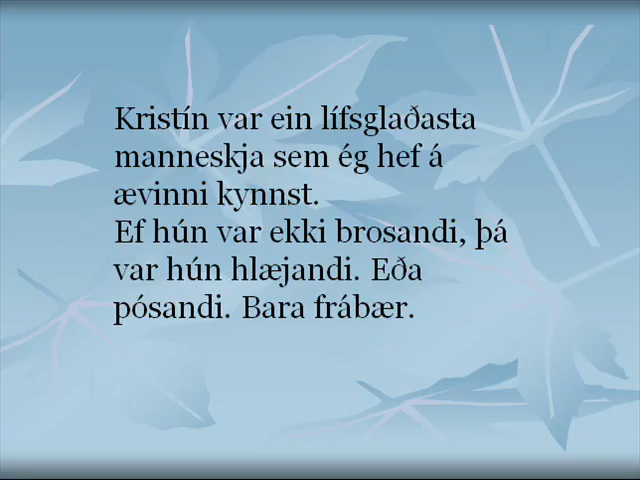 Kristín var ein lífsglaðasta
manneskja sem ég hef á
ævinni kynnst.
Ef hún var ekki brosandi, þá
var hún hlæjandi. Eða
pósandi. Bara frábær.